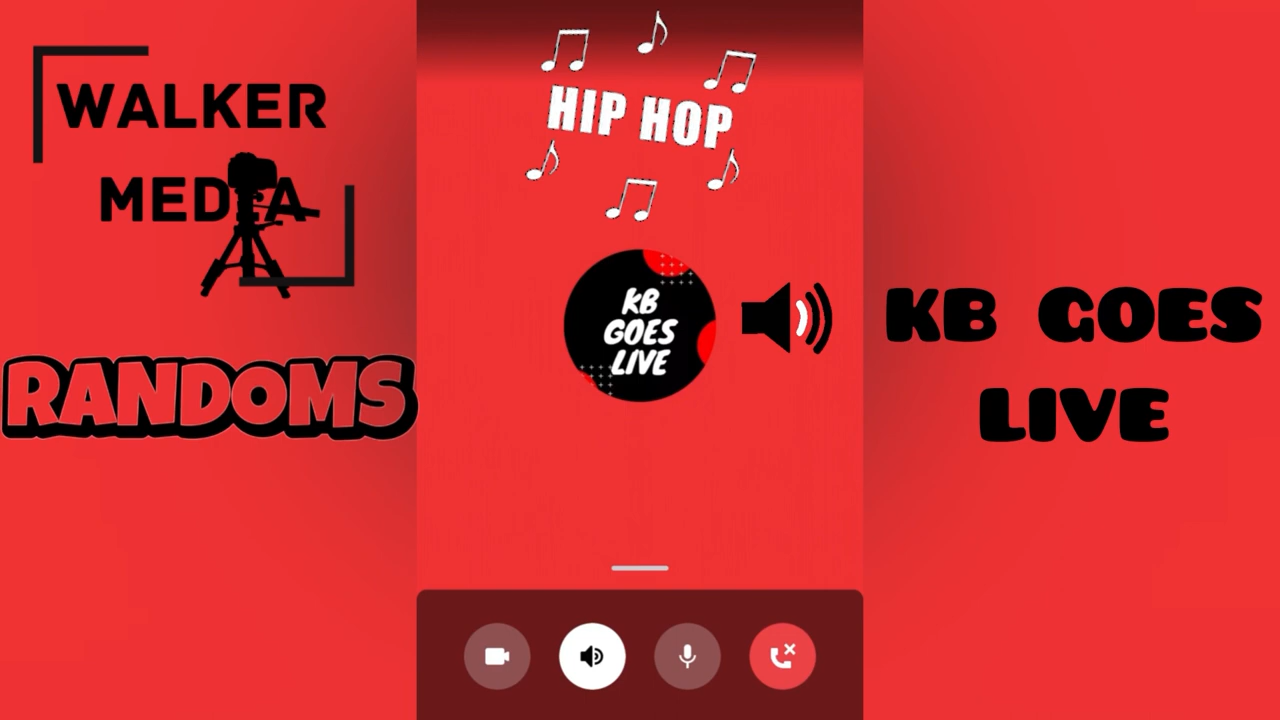 WALKER
MEDIA
RANDOMS
HIP HOP
KB
GOES
LIVE
KB GOES
LIVE